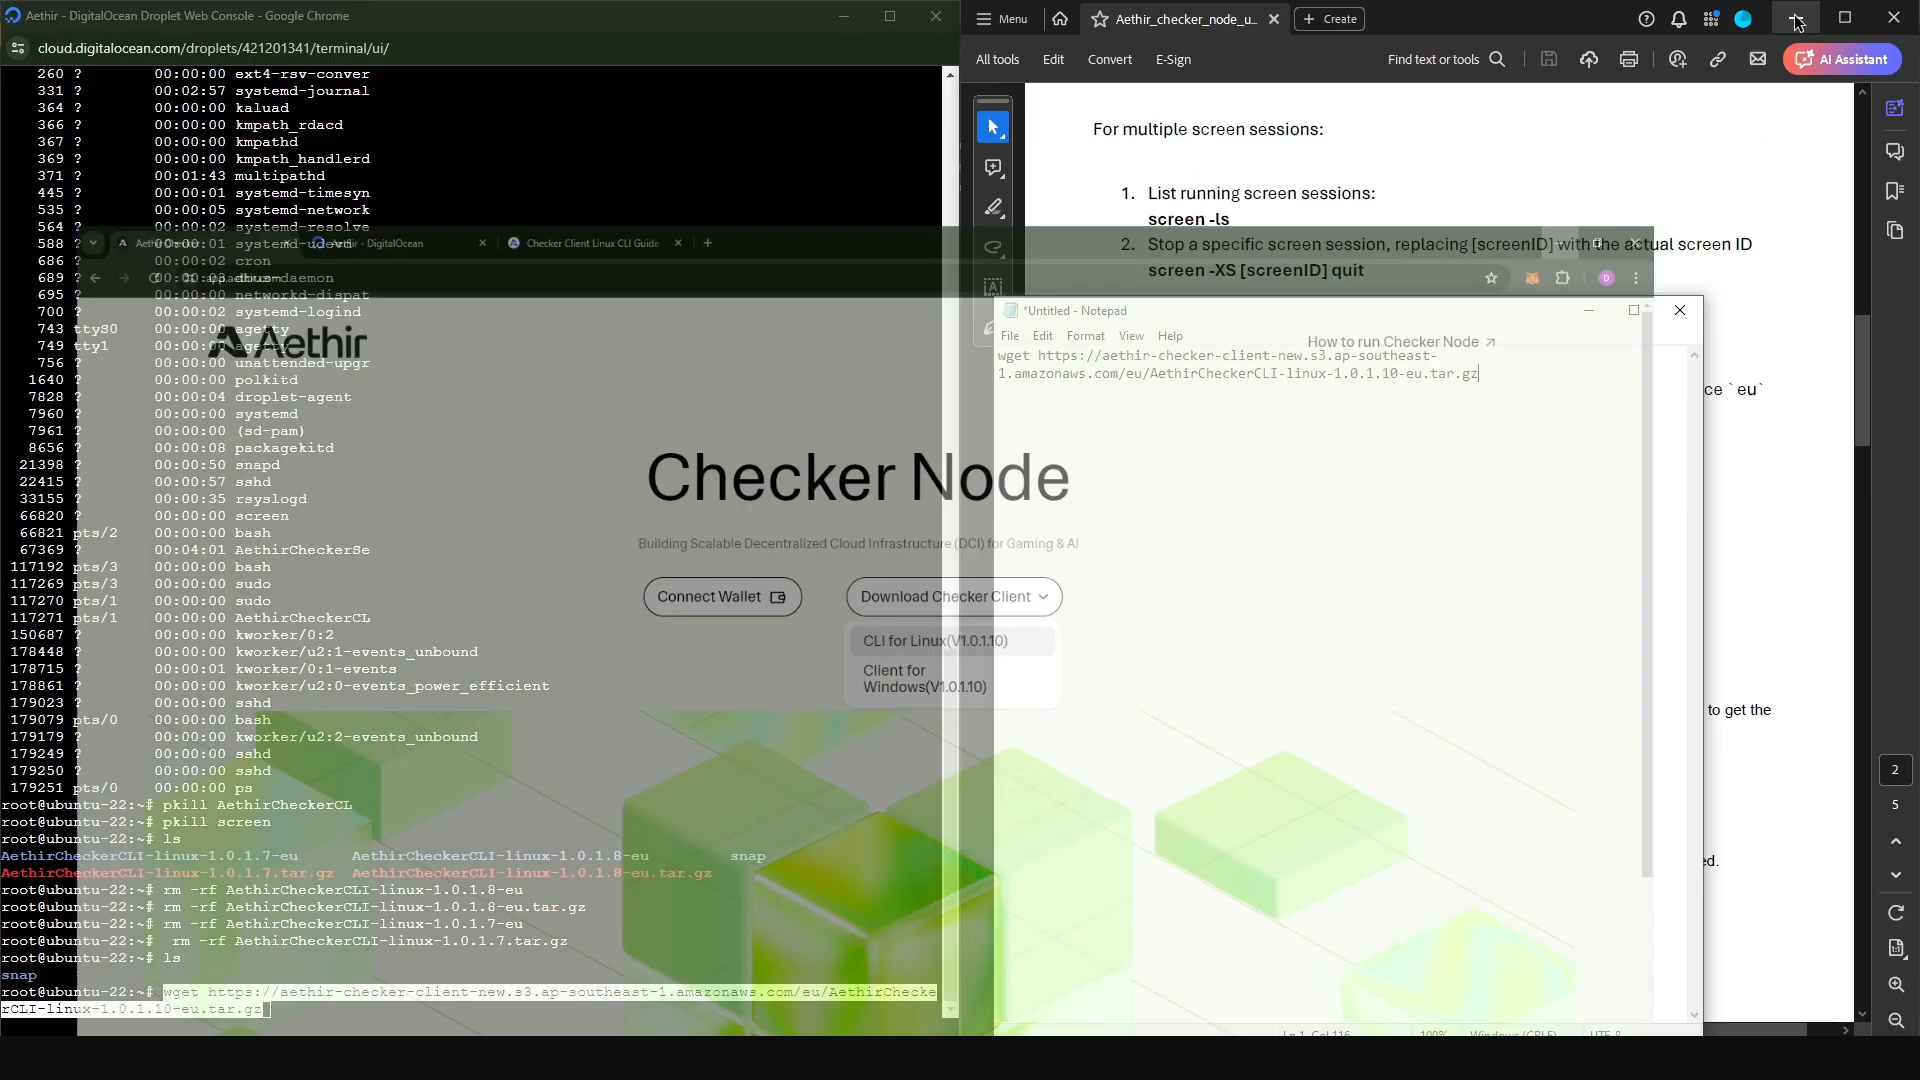 Aethir - DigitalOcean Droplet Web Console - Google Chrome
cloud.digitalocean.com/droplets/421201341/terminal/ui/
260 ? 00:00:00 ext4-rsv-conver
331 ? 00:02:57 systemd-journal
364 ? 00:00:00 kaluad
366 ? 00:00:00 kmpath_rdacd
367 ? 00:00:00 kmpathd
369 ? 00:00:00 kmpath_handlerd
371 ? 00:01:43 multipathd
445 ? 00:00:01 systemd-timesyn
535 ? 00:00:05 systemd-network
564 ? 00:00:02 systemd-resolve
588 ? 00:00:01 systemd-udevd
686 ? 00:00:02 cron
689 ? 00:00:03 dbus-daemon
695 ? 00:00:00 networkd-dispat
700 ? 00:00:02 systemd-logind
743 ttyS0 00:00:00 agetty
749 tty1 00:00:00 agetty
756 ? 00:00:00 unattended-upgr
1640 ? 00:00:00 polkitd
7828 ? 00:00:04 droplet-agent
7960 ? 00:00:00 systemd
7961 ? 00:00:00 (sd-pam)
8656 ? 00:00:08 packagekitd
21398 ? 00:00:50 snapd
22415 ? 00:00:57 sshd
33155 ? 00:00:35 rsyslogd
66820 ? 00:00:00 screen
66821 pts/2 00:00:00 bash
67369 ? 00:04:01 AethirCheckerSe
117192 pts/3 00:00:00 bash
117269 pts/3 00:00:00 sudo
117270 pts/1 00:00:00 sudo
117271 pts/1 00:00:00 AethirCheckerCL
150687 ? 00:00:00 kworker/0:2
178448 ? 00:00:00 kworker/u2:1-events_unbound
178715 ? 00:00:01 kworker/0:1-events
178861 ? 00:00:00 kworker/u2:0-events_power_efficient
179023 ? 00:00:00 sshd
179079 pts/0 00:00:00 bash
179179 ? 00:00:00 kworker/u2:2-events_unbound
179249 ? 00:00:00 sshd
179250 ? 00:00:00 sshd
179251 pts/0 00:00:00 ps
root@ubuntu-22:~# pkill AethirCheckerCL
root@ubuntu-22:~# pkill screen
root@ubuntu-22:~# ls
AethirCheckerCLI-linux-1.0.1.7-eu AethirCheckerCLI-linux-1.0.1.8-eu snap
AethirCheckerCLI-linux-1.0.1.7.tar.gz AethirCheckerCLI-linux-1.0.1.8-eu.tar.gz
root@ubuntu-22:~# rm -rf AethirCheckerCLI-linux-1.0.1.8-eu
root@ubuntu-22:~# rm -rf AethirCheckerCLI-linux-1.0.1.8-eu.tar.gz
root@ubuntu-22:~# rm -rf AethirCheckerCLI-linux-1.0.1.7-eu
root@ubuntu-22:~# rm -rf AethirCheckerCLI-linux-1.0.1.7.tar.gz
root@ubuntu-22:~# ls
snap
root@ubuntu-22:~# wget https://aethir-checker-client-new.s3.ap-southeast-1.amazonaws.com/eu/AethirChecke
rCLI-linux-1.0.1.10-eu.tar.gz
Aethir - DigitalOcean
Checker Client Linux CLI Guide
Aethir
How to run Checker Node
Checker Node
Building Scalable Decentralized Cloud Infrastructure (DCI) for Gaming & AI
Connect Wallet
Download Checker Client
CLI for Linux(V1.0.1.10)
Client for
Windows(V1.0.1.10)
*Untitled - Notepad
File Edit Format View Help
wget https://aethir-checker-client-new.s3.ap-southeast-
1.amazonaws.com/eu/AethirCheckerCLI-linux-1.0.1.10-eu.tar.gz
Menu
Aethir_checker_node_u...
Create
All tools Edit Convert E-Sign
Find text or tools
AI Assistant
For multiple screen sessions:
1. List running screen sessions:
screen -ls
2. Stop a specific screen session, replacing [screenID] with the actual screen ID
screen -XS [screenID] quit
`eu`
to get the
2
5